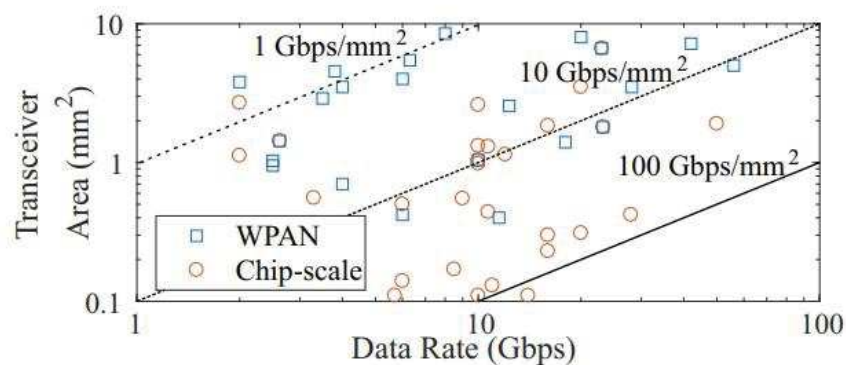 10
1 Gbps/mm²
10 Gbps/mm²
Transceiver
Area (mm²)
1
100 Gbps/mm²
WPAN
Chip-scale
0.1
1
10
100
Data Rate (Gbps)